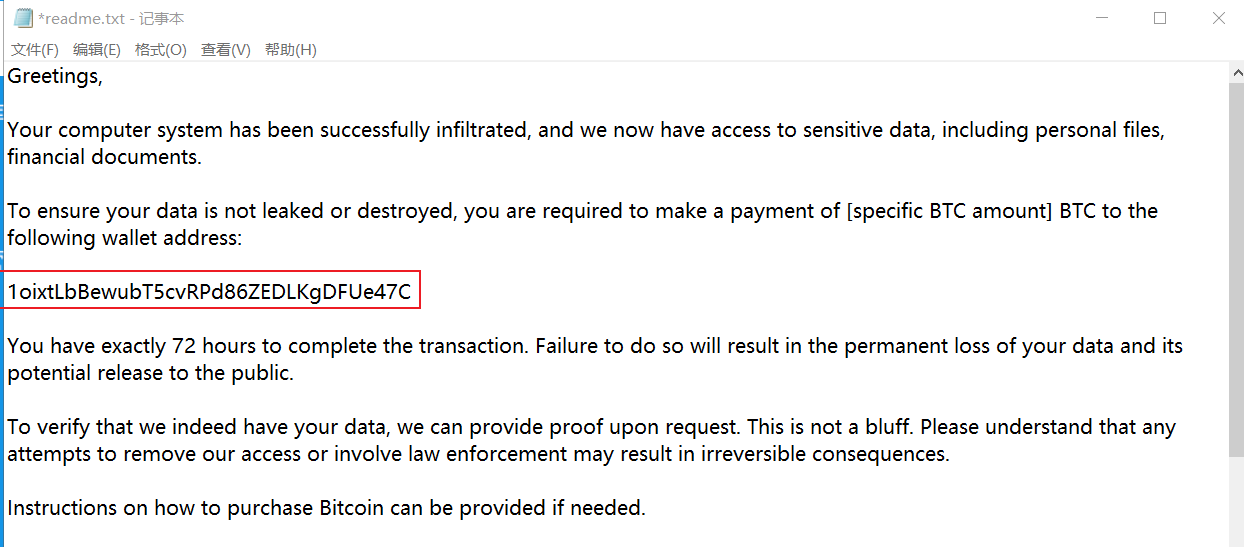 *readme.txt - 记事本
文件(F) 编辑(E) 格式(O) 查看(V) 帮助(H)
Greetings,
Your computer system has been successfully infiltrated, and we now have access to sensitive data, including personal files,
financial documents.
To ensure your data is not leaked or destroyed, you are required to make a payment of [specific BTC amount] BTC to the
following wallet address:
1oixtLbBewubT5cvRPd86ZEDLKgDFUe47C
You have exactly 72 hours to complete the transaction. Failure to do so will result in the permanent loss of your data and its
potential release to the public.
To verify that we indeed have your data, we can provide proof upon request. This is not a bluff. Please understand that any
attempts to remove our access or involve law enforcement may result in irreversible consequences.
Instructions on how to purchase Bitcoin can be provided if needed.